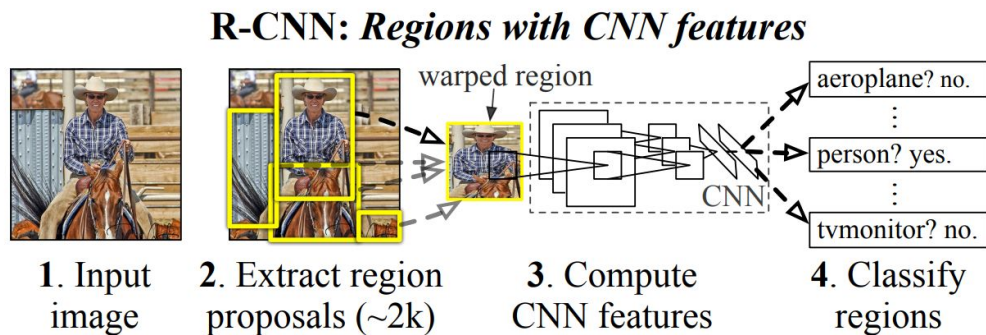 R-CNN: Regions with CNN features
warped region
aeroplane? no.
⋮
person? yes.
⋮
tvmonitor? no.
CNN
1. Input
image
2. Extract region
proposals (~2k)
3. Compute
CNN features
4. Classify
regions